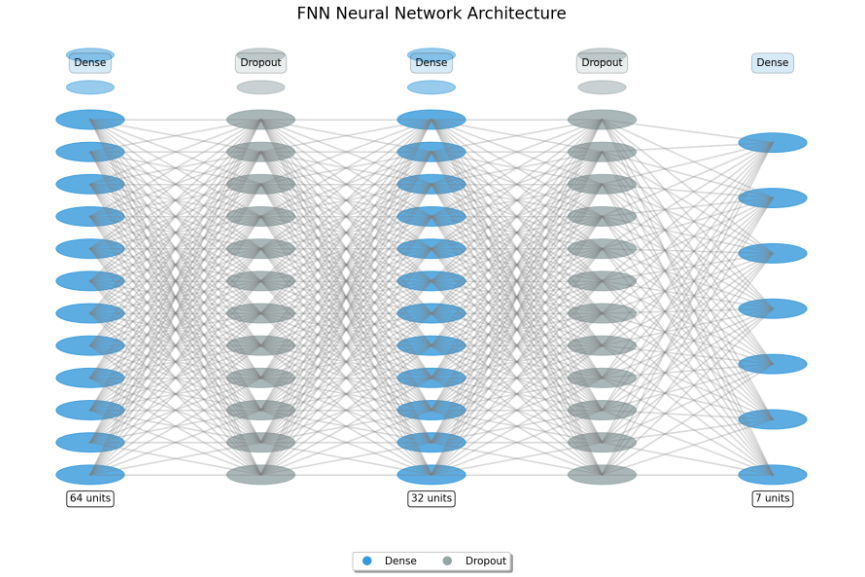 FNN Neural Network Architecture
Dense Dropout Dense Dropout Dense
64 units 32 units 7 units
Dense Dropout